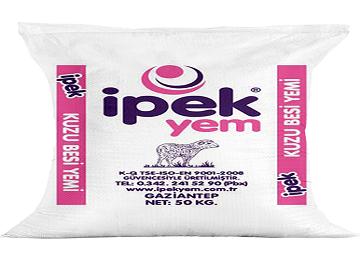 ipek®
yem
K-Q TSE-ISO-EN 9001-2008
GÜVENCESİYLE ÜRETİLMİŞTİR.
TEL: 0.342. 241 52 90 (Pbx)
www.ipekyem.com.tr
GAZİANTEP
NET: 50 KG.
ipek
KUZU BESİ YEMİ
ipek
KUZU BESİ YEMİ